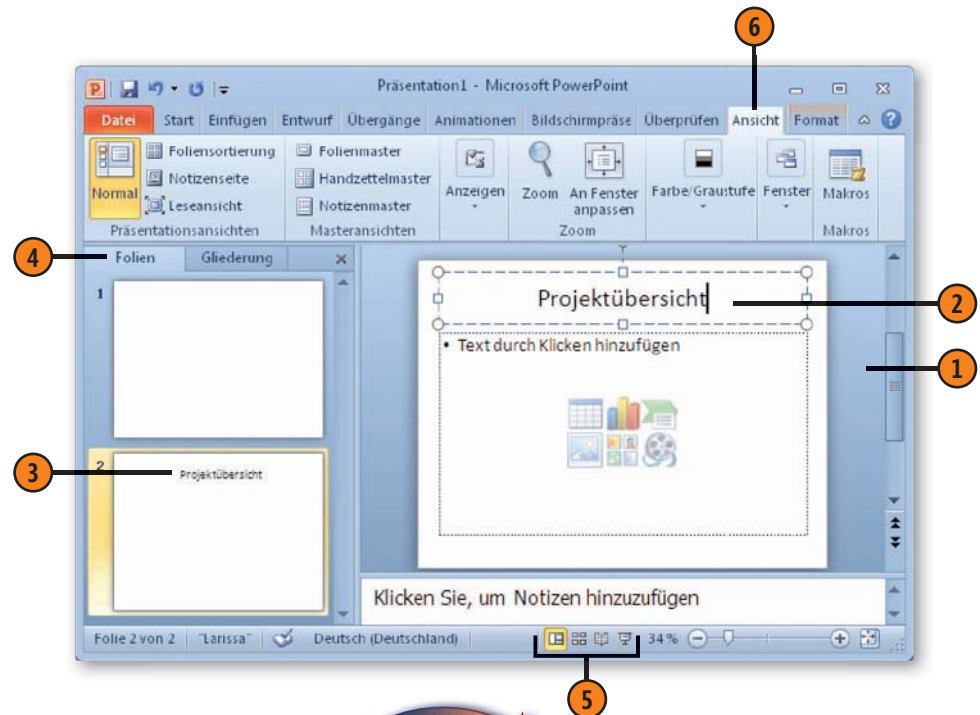 6
Präsentation1 - Microsoft PowerPoint
Datei Start Einfügen Entwurf Übergänge Animationen Bildschirmpräse Überprüfen Ansicht Format
Normal
Foliensortierung
Notizenseite
Leseansicht
Präsentationsansichten
Folienmaster
Handzettelmaster
Notizenmaster
Masteransichten
Anzeigen
Zoom
An Fenster
anpassen
Zoom
Farbe/Graustufe
Fenster
Makros
Makros
4
Folien Gliederung
1
2
Projektübersicht
3
Projektübersicht
2
• Text durch Klicken hinzufügen
1
Klicken Sie, um Notizen hinzuzufügen
Folie 2 von 2 "Larissa" Deutsch (Deutschland) 34 %
5